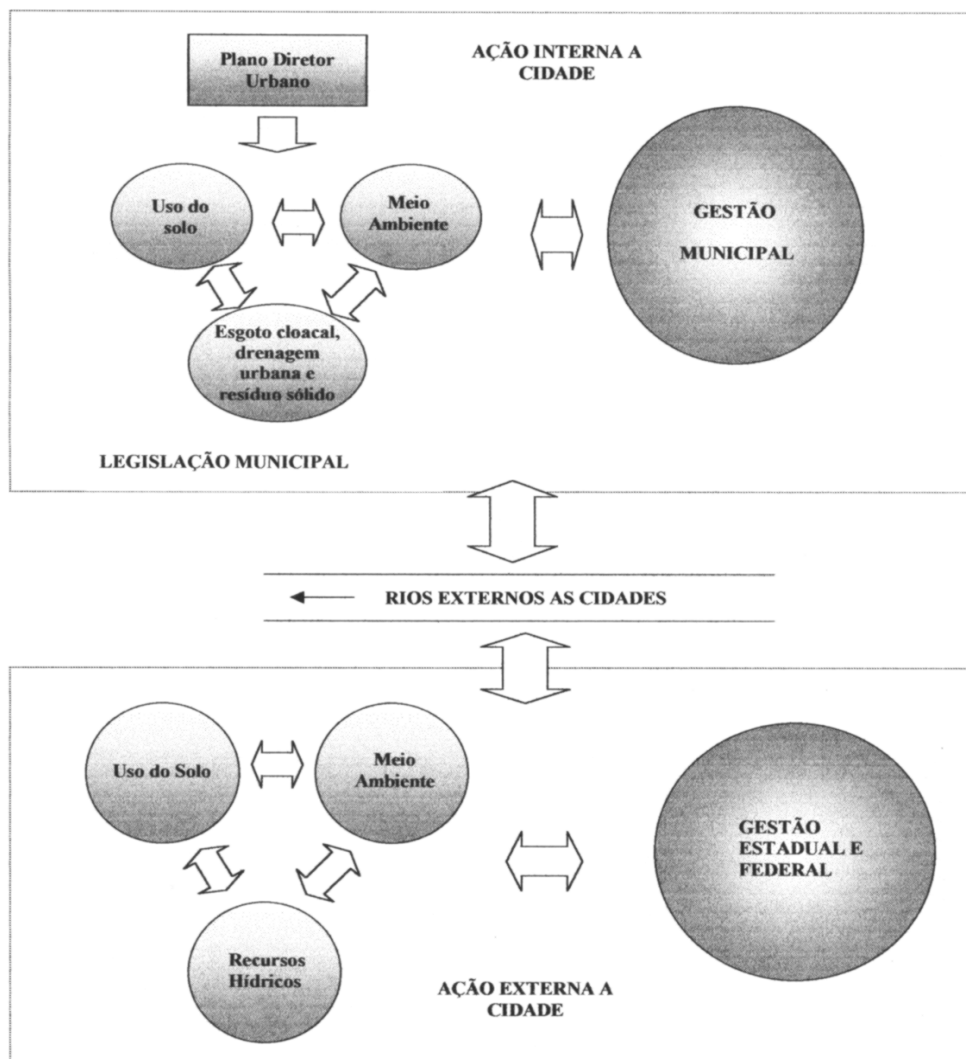 Plano Diretor
Urbano
AÇÃO INTERNA A
CIDADE
Uso do
solo
Meio
Ambiente
GESTÃO
MUNICIPAL
Esgoto cloacal,
drenagem
urbana e
resíduo sólido
LEGISLAÇÃO MUNICIPAL
RIOS EXTERNOS AS CIDADES
Uso do Solo
Meio
Ambiente
GESTÃO
ESTADUAL E
FEDERAL
Recursos
Hídricos
AÇÃO EXTERNA A
CIDADE